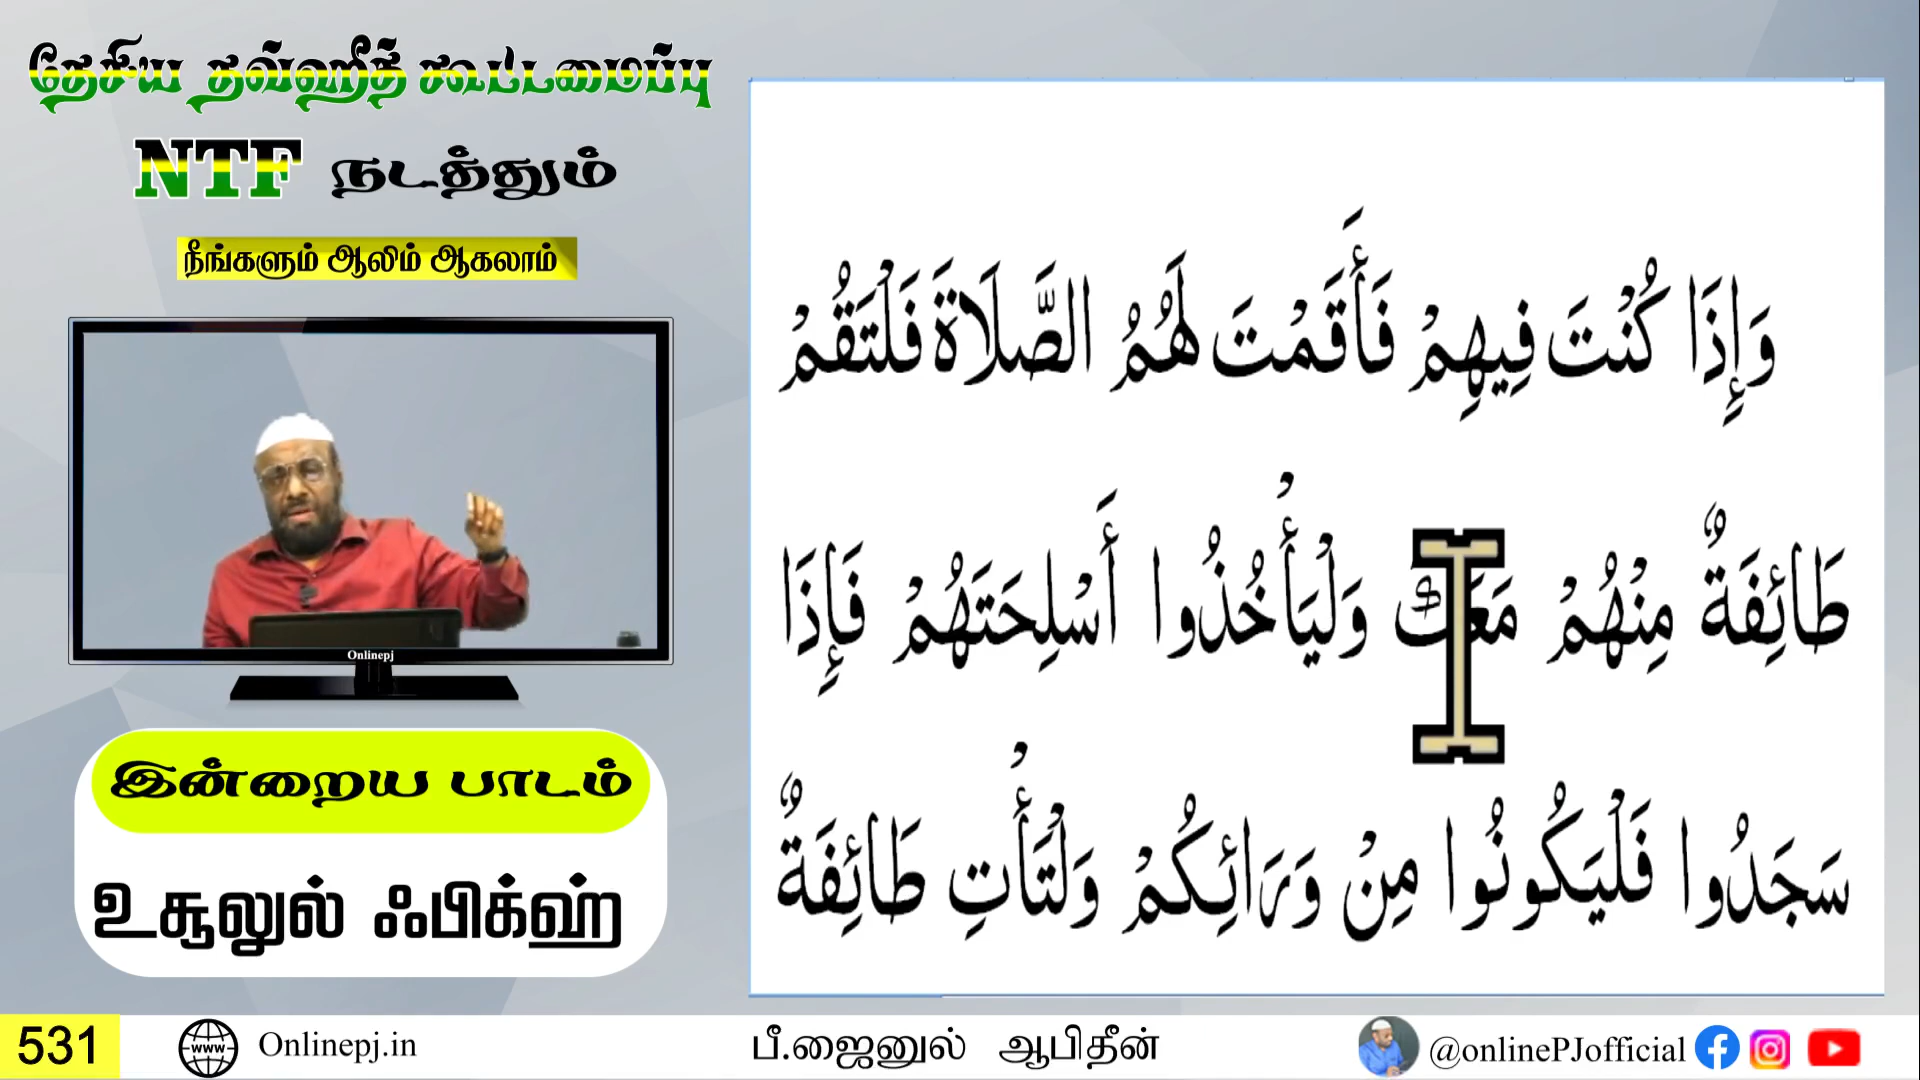 தேசிய தவ்ஹீத் கூட்டமைப்பு
NTF நடத்தும்
நீங்களும் ஆலிம் ஆகலாம்
Onlinepj
இன்றைய பாடம்
உசூலுல் ஃபிக்ஹ்
وَإِذَا كُنْتَ فِيهِمْ فَأَقَمْتَ لَهُمُ الصَّلَاةَ فَلْتَقُمْ
طَائِفَةٌ مِنْهُمْ مَعَكَ وَلْيَأْخُذُوا أَسْلِحَتَهُمْ فَإِذَا
سَجَدُوا فَلْيَكُونُوا مِنْ وَرَائِكُمْ وَلْتَأْتِ طَائِفَةٌ
531
www
Onlinepj.in
பீ.ஜைனுல் ஆபிதீன்
@onlinePJofficial